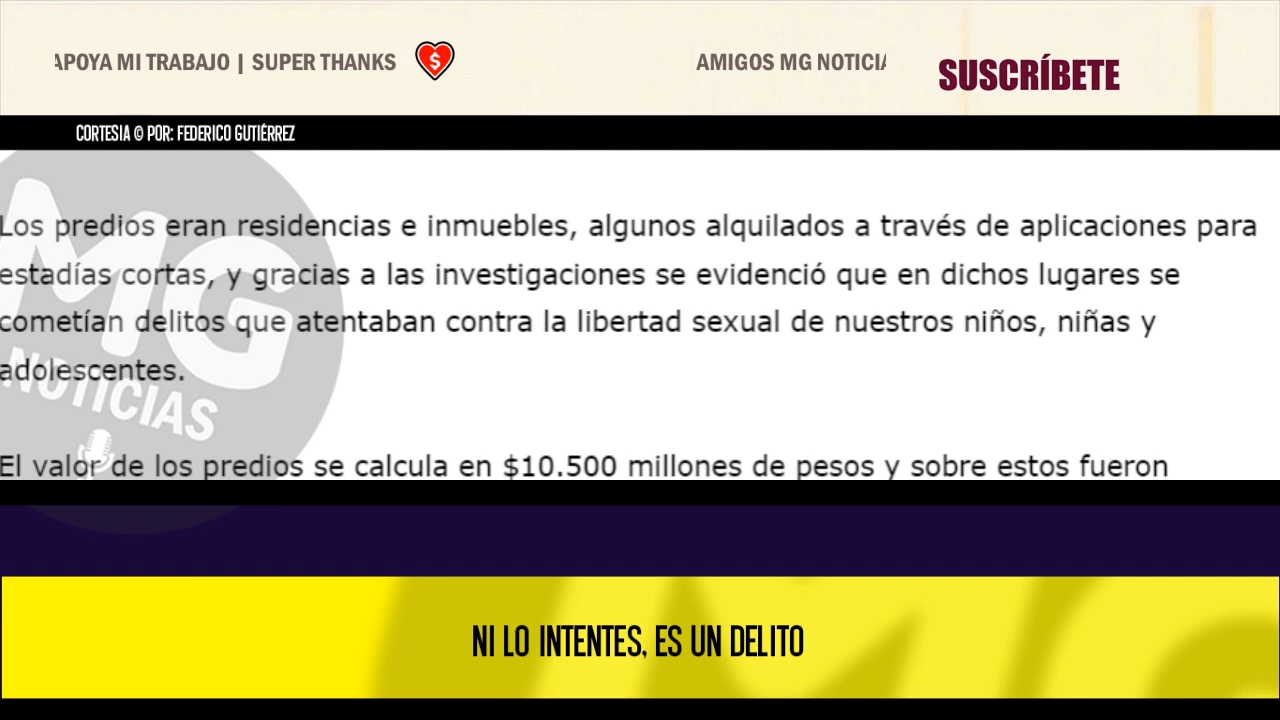 APOYA MI TRABAJO | SUPER THANKS
$
AMIGOS MG NOTICIA
SUSCRÍBETE
CORTESIA © POR: FEDERICO GUTIÉRREZ
Los predios eran residencias e inmuebles, algunos alquilados a través de aplicaciones para
estadías cortas, y gracias a las investigaciones se evidenció que en dichos lugares se
cometían delitos que atentaban contra la libertad sexual de nuestros niños, niñas y
adolescentes.
MG
NOTICIAS
El valor de los predios se calcula en $10.500 millones de pesos y sobre estos fueron
NI LO INTENTES, ES UN DELITO